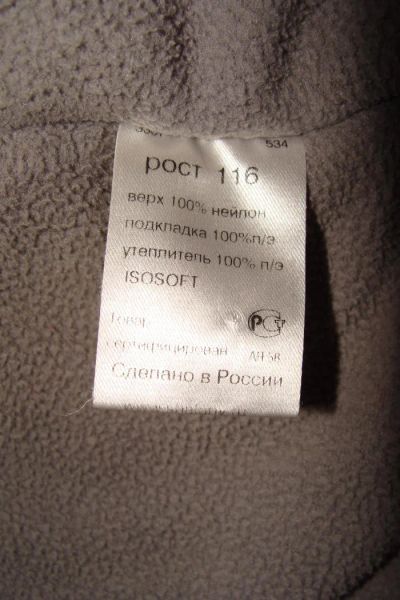 534
рост 116
верх 100% нейлон
подкладка 100%п/э
утеплитель 100% п/э
ISOSOFT
Товар
сертифицирован
Сделано в России